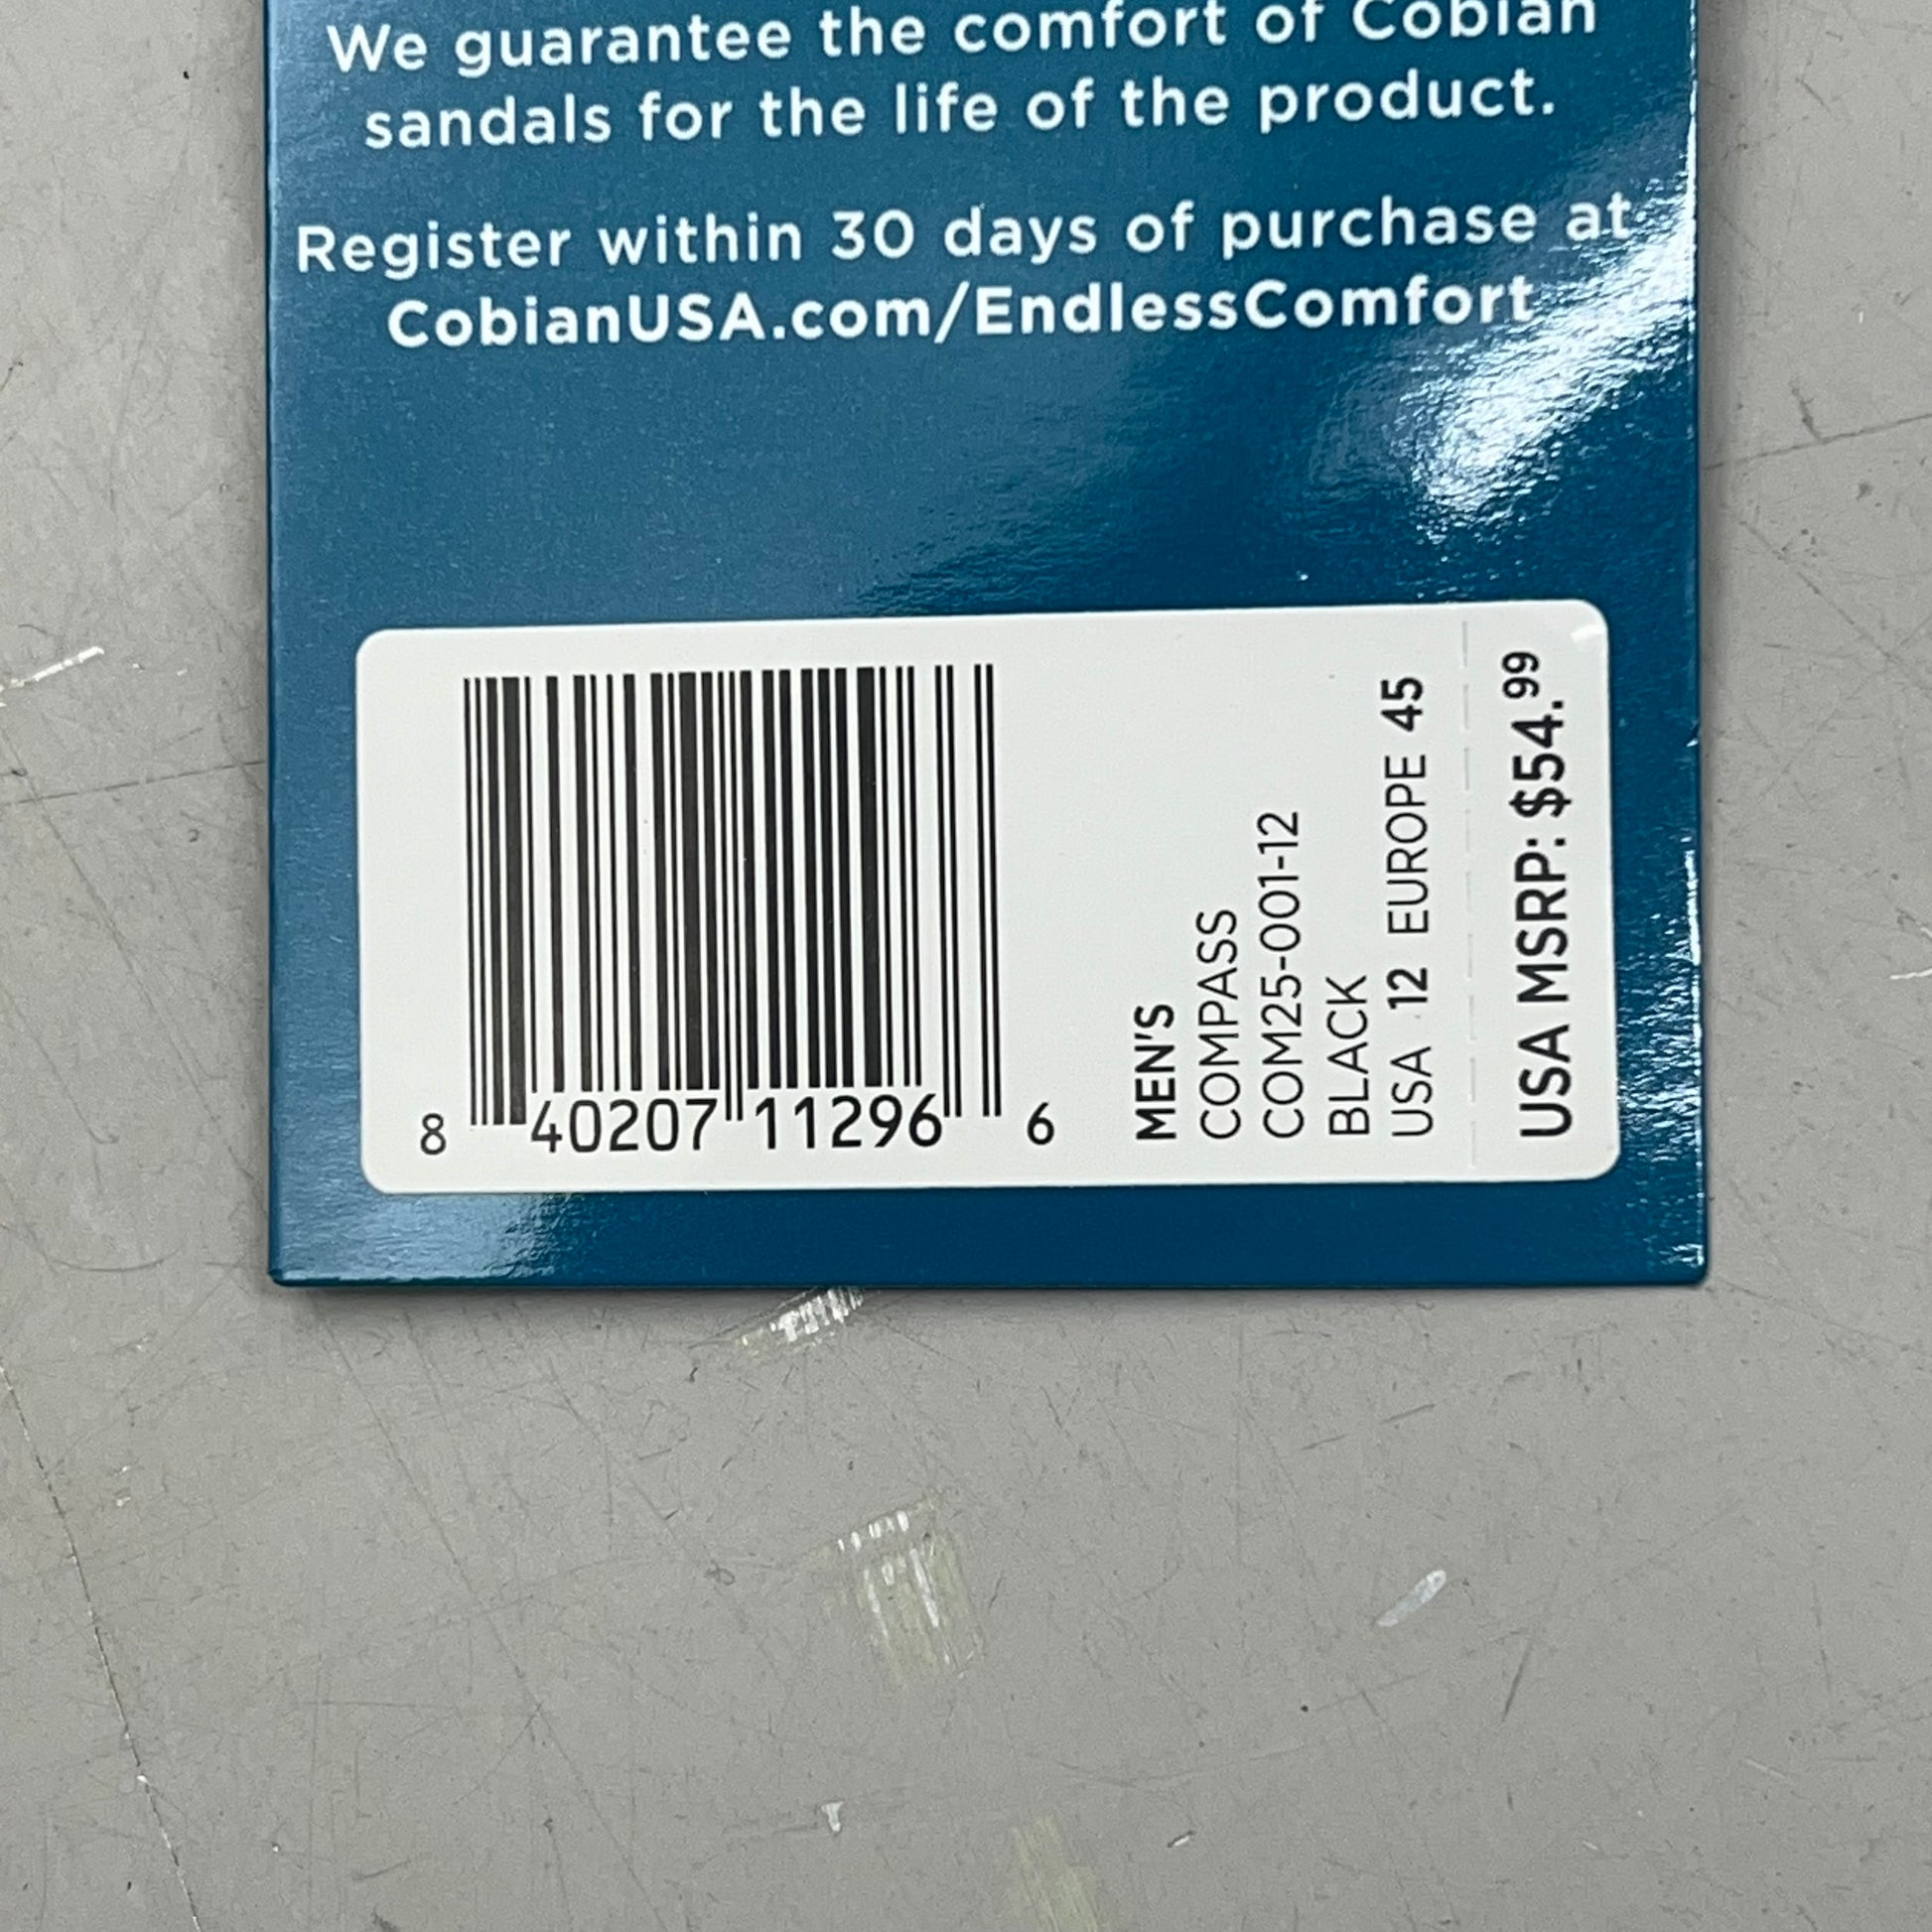 We guarantee the comfort of Cobian
sandals for the life of the product.
Register within 30 days of purchase at
CobianUSA.com/EndlessComfort
8 40207 11296 6
MEN'S
COMPASS
COM25-001-12
BLACK
USA 12 EUROPE 45
USA MSRP: $54.99